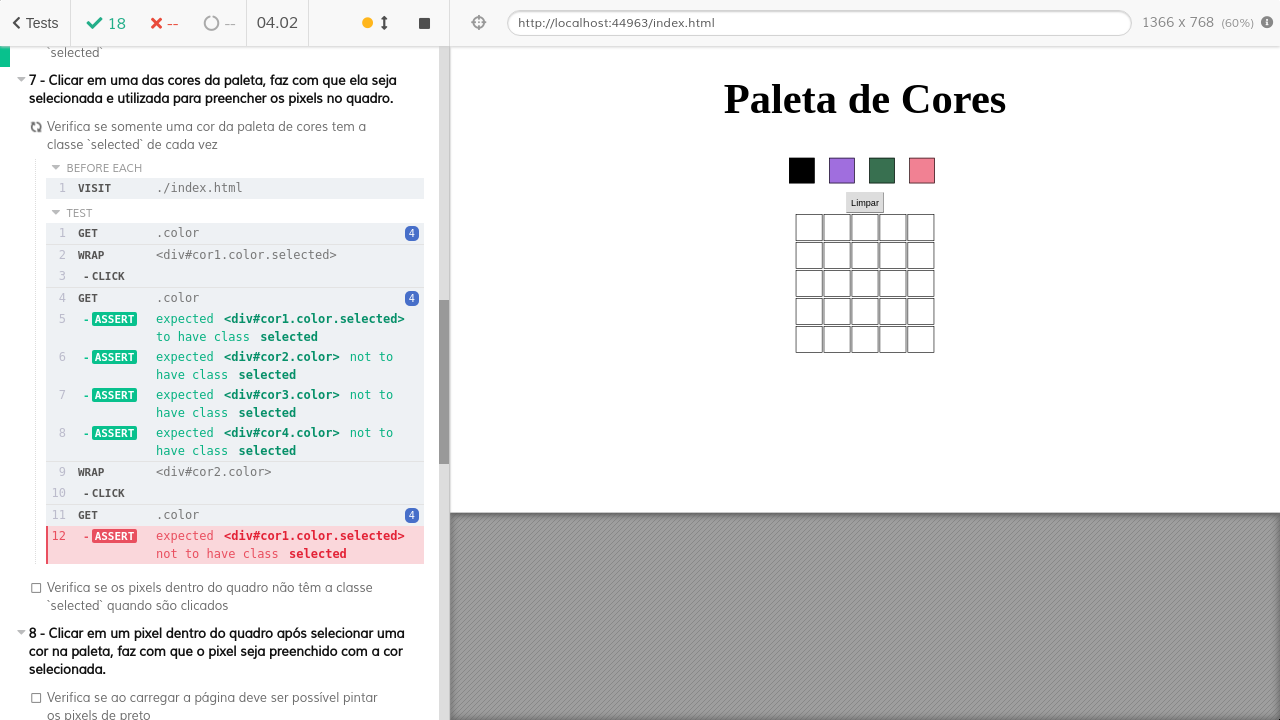 Tests
18
--
--
04.02
http://localhost:44963/index.html
1366 x 768 (60%)
`selected`
7 - Clicar em uma das cores da paleta, faz com que ela seja
selecionada e utilizada para preencher os pixels no quadro.
Verifica se somente uma cor da paleta de cores tem a
classe `selected` de cada vez
BEFORE EACH
1 VISIT ./index.html
TEST
1 GET .color 4
2 WRAP <div#cor1.color.selected>
3 -CLICK
4 GET .color 4
5 -ASSERT expected <div#cor1.color.selected>
to have class selected
6 -ASSERT expected <div#cor2.color> not to
have class selected
7 -ASSERT expected <div#cor3.color> not to
have class selected
8 -ASSERT expected <div#cor4.color> not to
have class selected
9 WRAP <div#cor2.color>
10 -CLICK
11 GET .color 4
12 -ASSERT expected <div#cor1.color.selected>
not to have class selected
Verifica se os pixels dentro do quadro não têm a classe
`selected` quando são clicados
8 - Clicar em um pixel dentro do quadro após selecionar uma
cor na paleta, faz com que o pixel seja preenchido com a cor
selecionada.
Verifica se ao carregar a página deve ser possível pintar
os pixels de preto
Paleta de Cores
Limpar